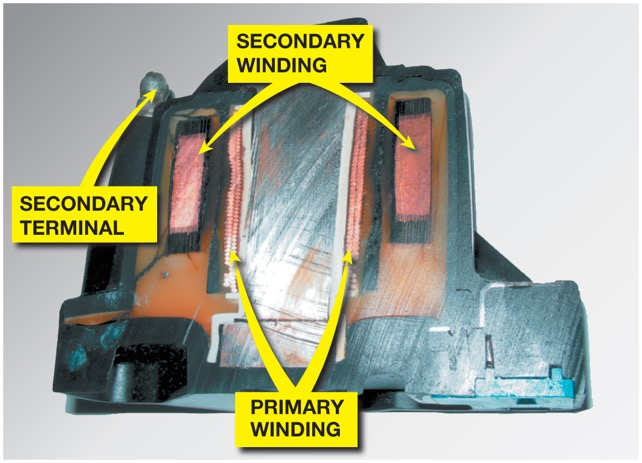 SECONDARY
WINDING
SECONDARY
TERMINAL
PRIMARY
WINDING